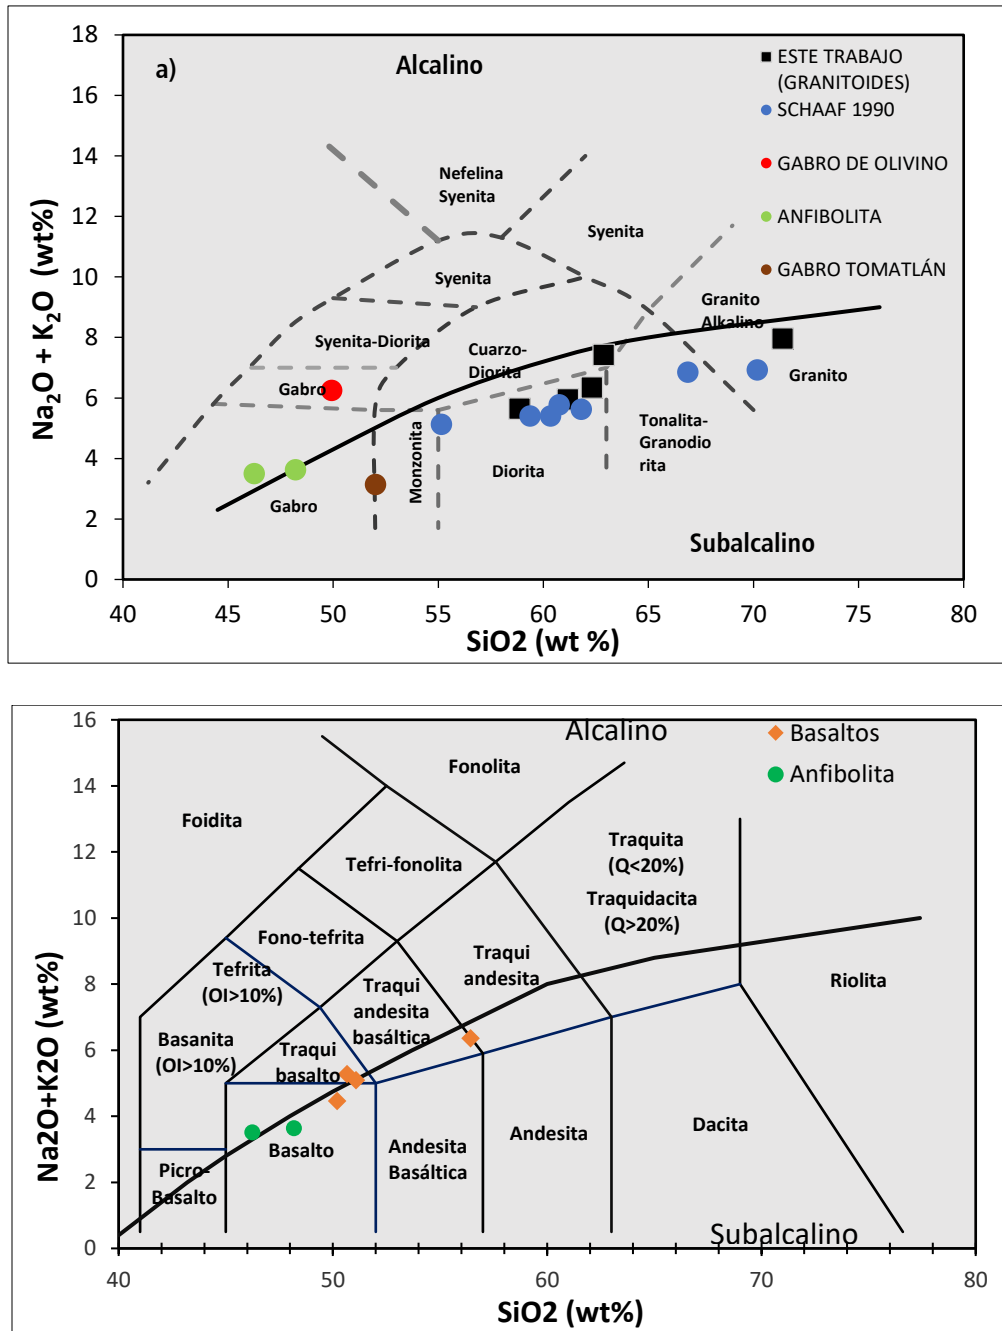 a)
Alcalino
ESTE TRABAJO
(GRANITOIDES)
SCHAAF 1990
GABRO DE OLIVINO
ANFIBOLITA
GABRO TOMATLÁN
Nefelina
Syenita
Syenita
Syenita
Syenita-Diorita
Gabro
Cuarzo-
Diorita
Granito
Alkalino
Granito
Tonalita-
Granodio
rita
Monzonita
Diorita
Gabro
Subalcalino
18
16
14
12
10
8
6
4
2
0
Na2O + K2O (wt%)
40 45 50 55 60 65 70 75 80
SiO2 (wt %)
Alcalino
Basaltos
Anfibolita
Fonolita
Foidita
Tefri-fonolita
Traquita
(Q<20%)
Traquidacita
(Q>20%)
Fono-tefrita
Tefrita
(OI>10%)
Traqui
andesita
Traqui
andesita
basáltica
Riolita
Basanita
(OI>10%)
Traqui
basalto
Basalto
Andesita
Basáltica
Andesita
Dacita
Picro-
Basalto
Subalcalino
16
14
12
10
8
6
4
2
0
Na2O+K2O (wt%)
40 50 60 70 80
SiO2 (wt%)